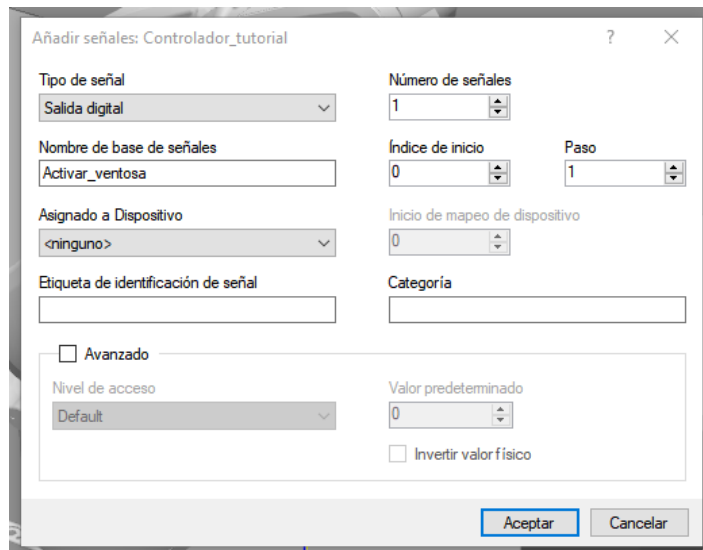 Añadir señales: Controlador_tutorial ?
Tipo de señal Número de señales
Salida digital 1
Nombre de base de señales Índice de inicio Paso
Activar_ventosa 0 1
Asignado a Dispositivo Inicio de mapeo de dispositivo
<ninguno> 0
Etiqueta de identificación de señal Categoría
Avanzado
Nivel de acceso Valor predeterminado
Default 0
Invertir valor físico
Aceptar Cancelar